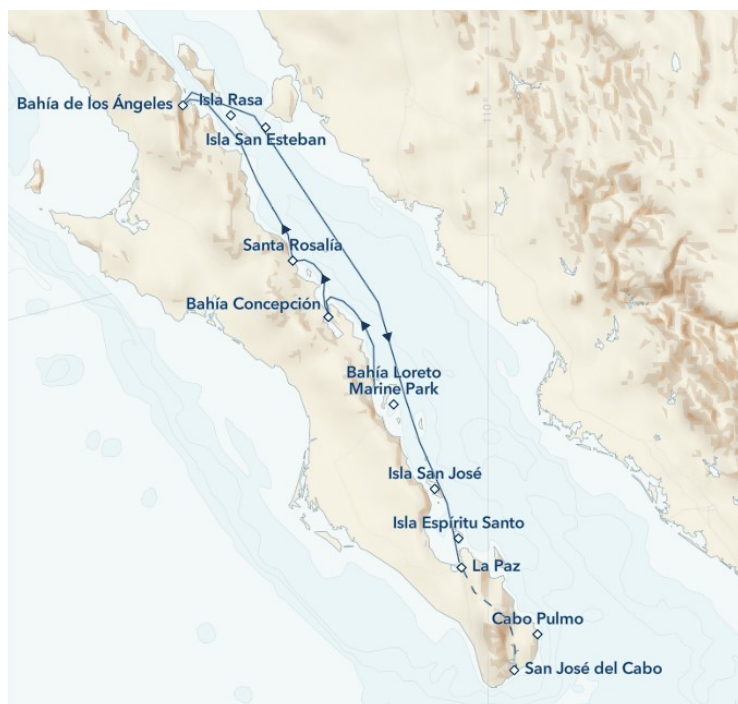 Bahía de los Ángeles
Isla Rasa
Isla San Esteban
110°
Santa Rosalía
Bahía Concepción
Bahía Loreto
Marine Park
Isla San José
Isla Espíritu Santo
La Paz
Cabo Pulmo
San José del Cabo